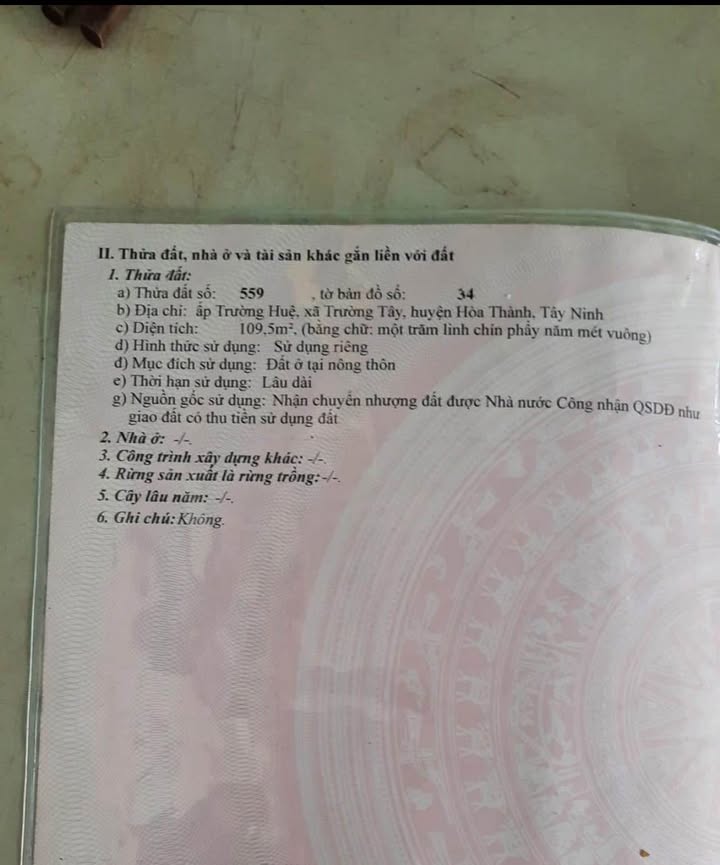 II. Thửa đất, nhà ở và tài sản khác gắn liền với đất
1. Thửa đất:
a) Thửa đất số: 559 , tờ bản đồ số: 34
b) Địa chỉ: ấp Trường Huệ, xã Trường Tây, huyện Hòa Thành, Tây Ninh
c) Diện tích: 109,5m², (bằng chữ: một trăm linh chín phẩy năm mét vuông)
d) Hình thức sử dụng: Sử dụng riêng
đ) Mục đích sử dụng: Đất ở tại nông thôn
e) Thời hạn sử dụng: Lâu dài
g) Nguồn gốc sử dụng: Nhận chuyển nhượng đất được Nhà nước Công nhận QSDĐ như
giao đất có thu tiền sử dụng đất
2. Nhà ở: -/-.
3. Công trình xây dựng khác: -/-.
4. Rừng sản xuất là rừng trồng: -/-.
5. Cây lâu năm: -/-.
6. Ghi chú: Không.